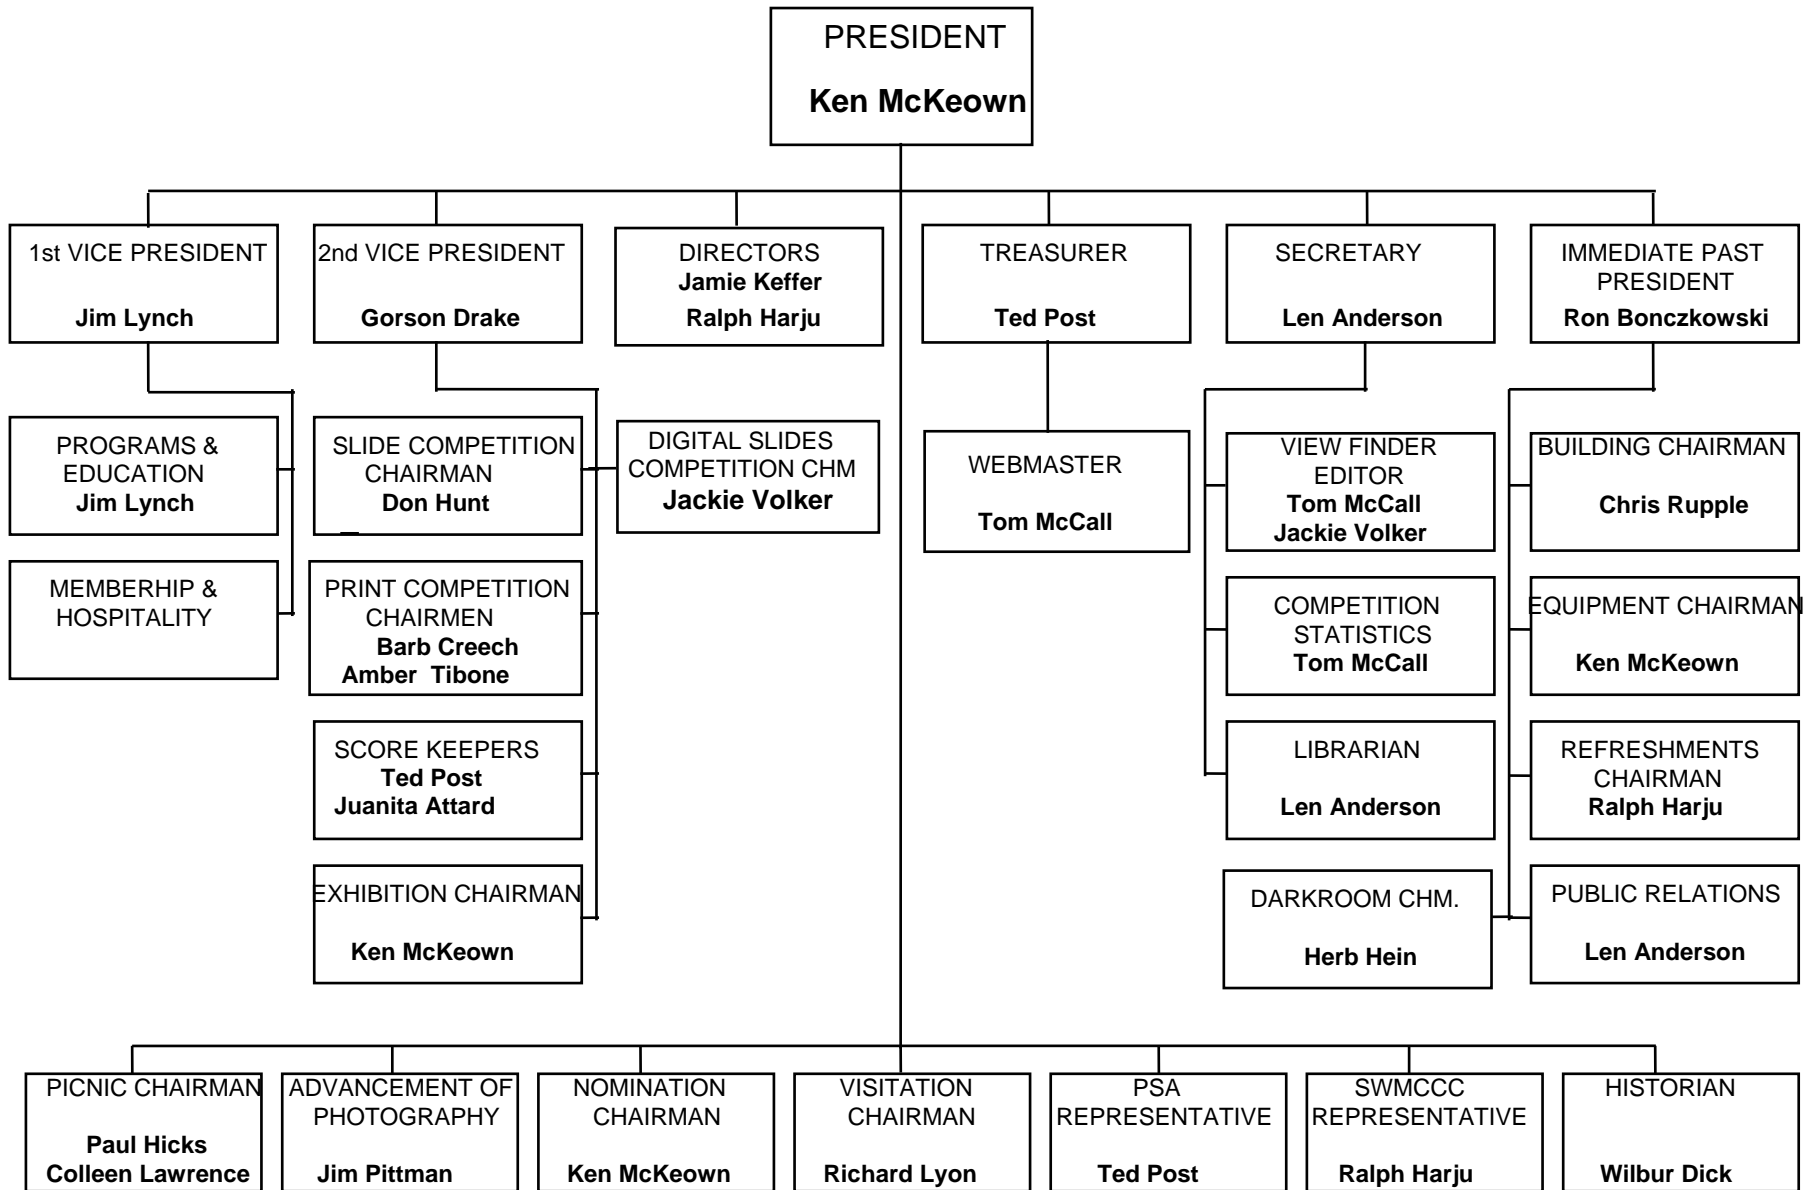 PRESIDENT
Ken McKeown
1st VICE PRESIDENT
Jim Lynch
2nd VICE PRESIDENT
Gorson Drake
DIRECTORS
Jamie Keffer
Ralph Harju
TREASURER
Ted Post
SECRETARY
Len Anderson
IMMEDIATE PAST
PRESIDENT
Ron Bonczkowski
PROGRAMS &
EDUCATION
Jim Lynch
SLIDE COMPETITION
CHAIRMAN
Don Hunt
DIGITAL SLIDES
COMPETITION CHM
Jackie Volker
WEBMASTER
Tom McCall
VIEW FINDER
EDITOR
Tom McCall
Jackie Volker
BUILDING CHAIRMAN
Chris Rupple
MEMBERHIP &
HOSPITALITY
PRINT COMPETITION
CHAIRMEN
Barb Creech
Amber Tibone
COMPETITION
STATISTICS
Tom McCall
EQUIPMENT CHAIRMAN
Ken McKeown
SCORE KEEPERS
Ted Post
Juanita Attard
LIBRARIAN
Len Anderson
REFRESHMENTS
CHAIRMAN
Ralph Harju
EXHIBITION CHAIRMAN
Ken McKeown
DARKROOM CHM.
Herb Hein
PUBLIC RELATIONS
Len Anderson
PICNIC CHAIRMAN
Paul Hicks
Colleen Lawrence
ADVANCEMENT OF
PHOTOGRAPHY
Jim Pittman
NOMINATION
CHAIRMAN
Ken McKeown
VISITATION
CHAIRMAN
Richard Lyon
PSA
REPRESENTATIVE
Ted Post
SWMCCC
REPRESENTATIVE
Ralph Harju
HISTORIAN
Wilbur Dick